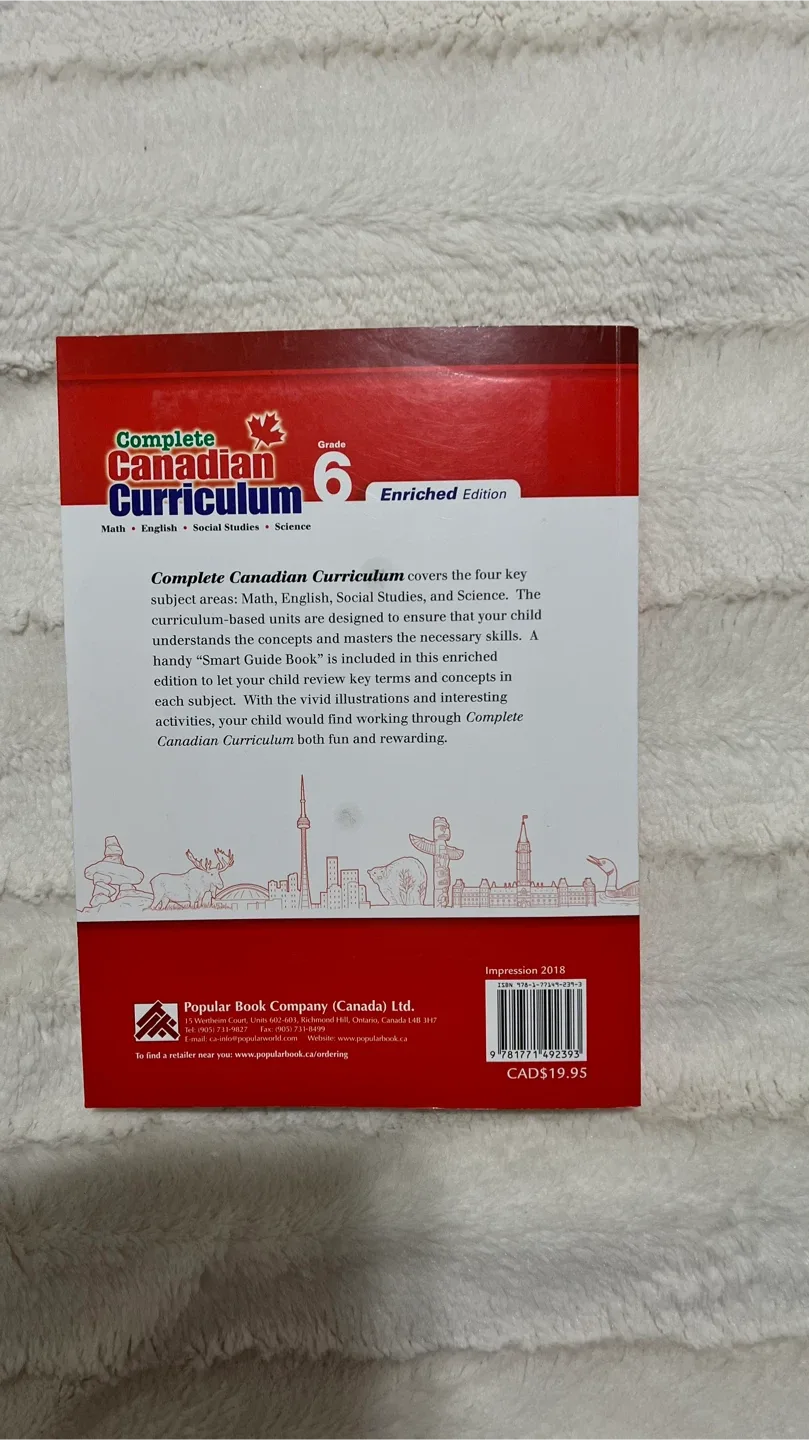 Complete
Canadian
Curriculum
Grade
6
Enriched Edition
Math • English • Social Studies • Science
Complete Canadian Curriculum covers the four key
subject areas: Math, English, Social Studies, and Science. The
curriculum-based units are designed to ensure that your child
understands the concepts and masters the necessary skills. A
handy “Smart Guide Book” is included in this enriched
edition to let your child review key terms and concepts in
each subject. With the vivid illustrations and interesting
activities, your child would find working through Complete
Canadian Curriculum both fun and rewarding.
Impression 2018
ISBN 978-1-77149-239-3
9 781771 492393
CAD$19.95
Popular Book Company (Canada) Ltd.
15 Wertheim Court, Units 602-603, Richmond Hill, Ontario, Canada L4B 3H7
Tel: (905) 731-9827 Fax: (905) 731-8499
E-mail: ca-info@popularworld.com Website: www.popularbook.ca
To find a retailer near you: www.popularbook.ca/ordering